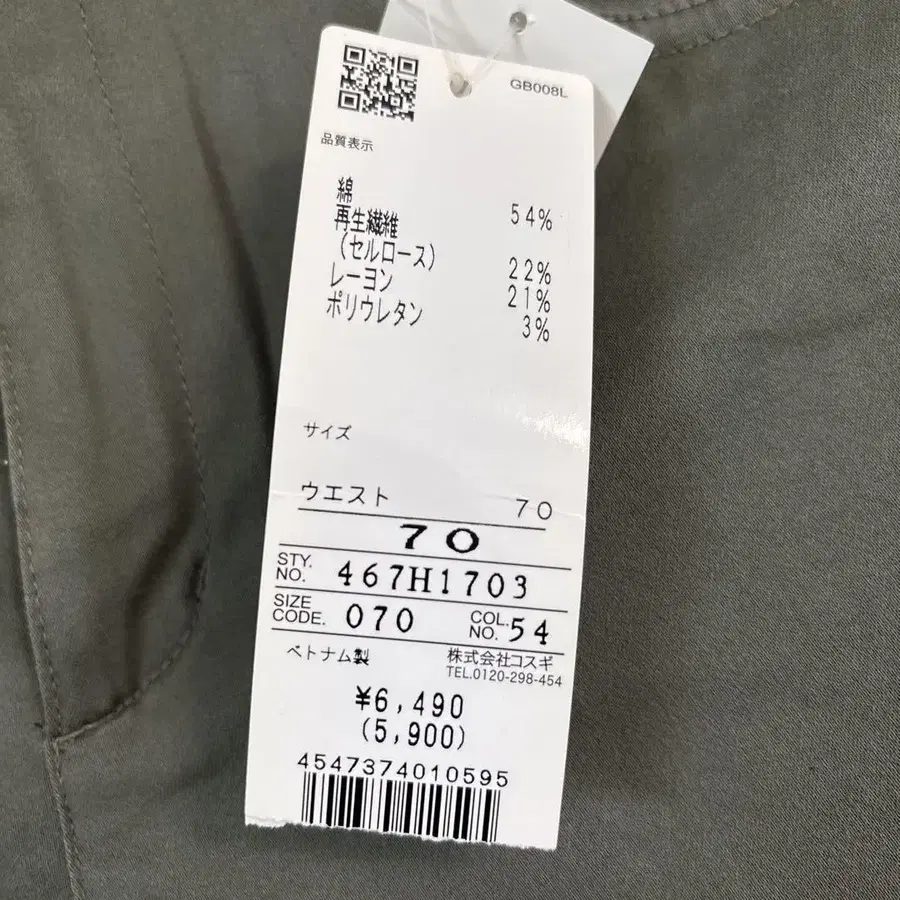 GB008L
品質表示
綿 54%
再生繊維
(セルロース) 22%
レーヨン 21%
ポリウレタン 3%
サイズ
ウエスト 70
70
STY. NO. 467H1703
SIZE CODE. 070 COL. NO. 54
ベトナム製 株式会社コスギ
TEL.0120-298-454
¥6,490
(5,900)
4547374010595